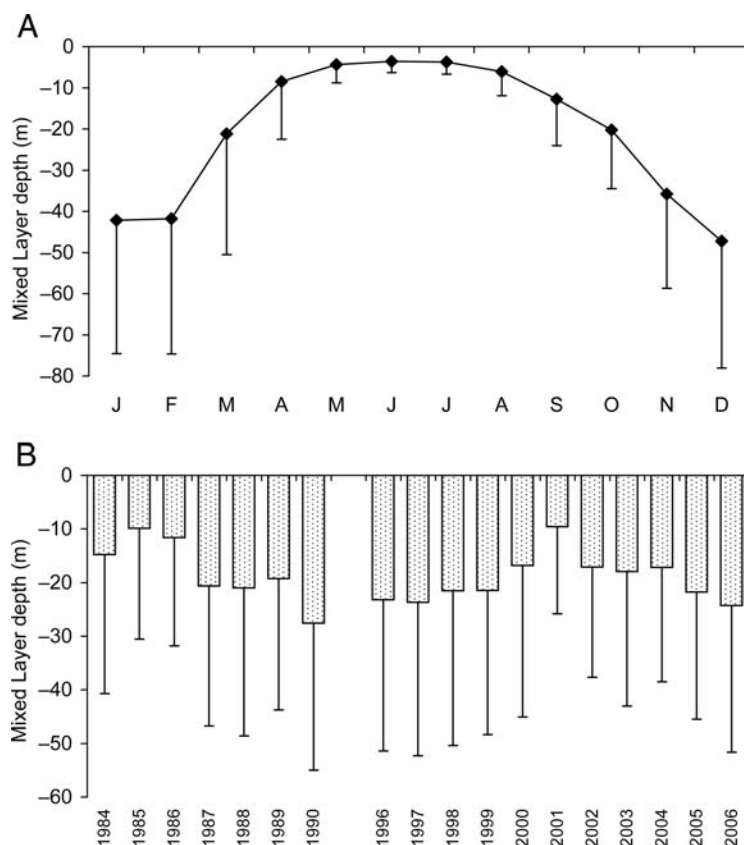 A
Mixed Layer depth (m)
0
–10
–20
–30
–40
–50
–60
–70
–80
J F M A M J J A S O N D
B
Mixed Layer depth (m)
0
–10
–20
–30
–40
–50
–60
1984 1985 1986 1987 1988 1989 1990 1996 1997 1998 1999 2000 2001 2002 2003 2004 2005 2006